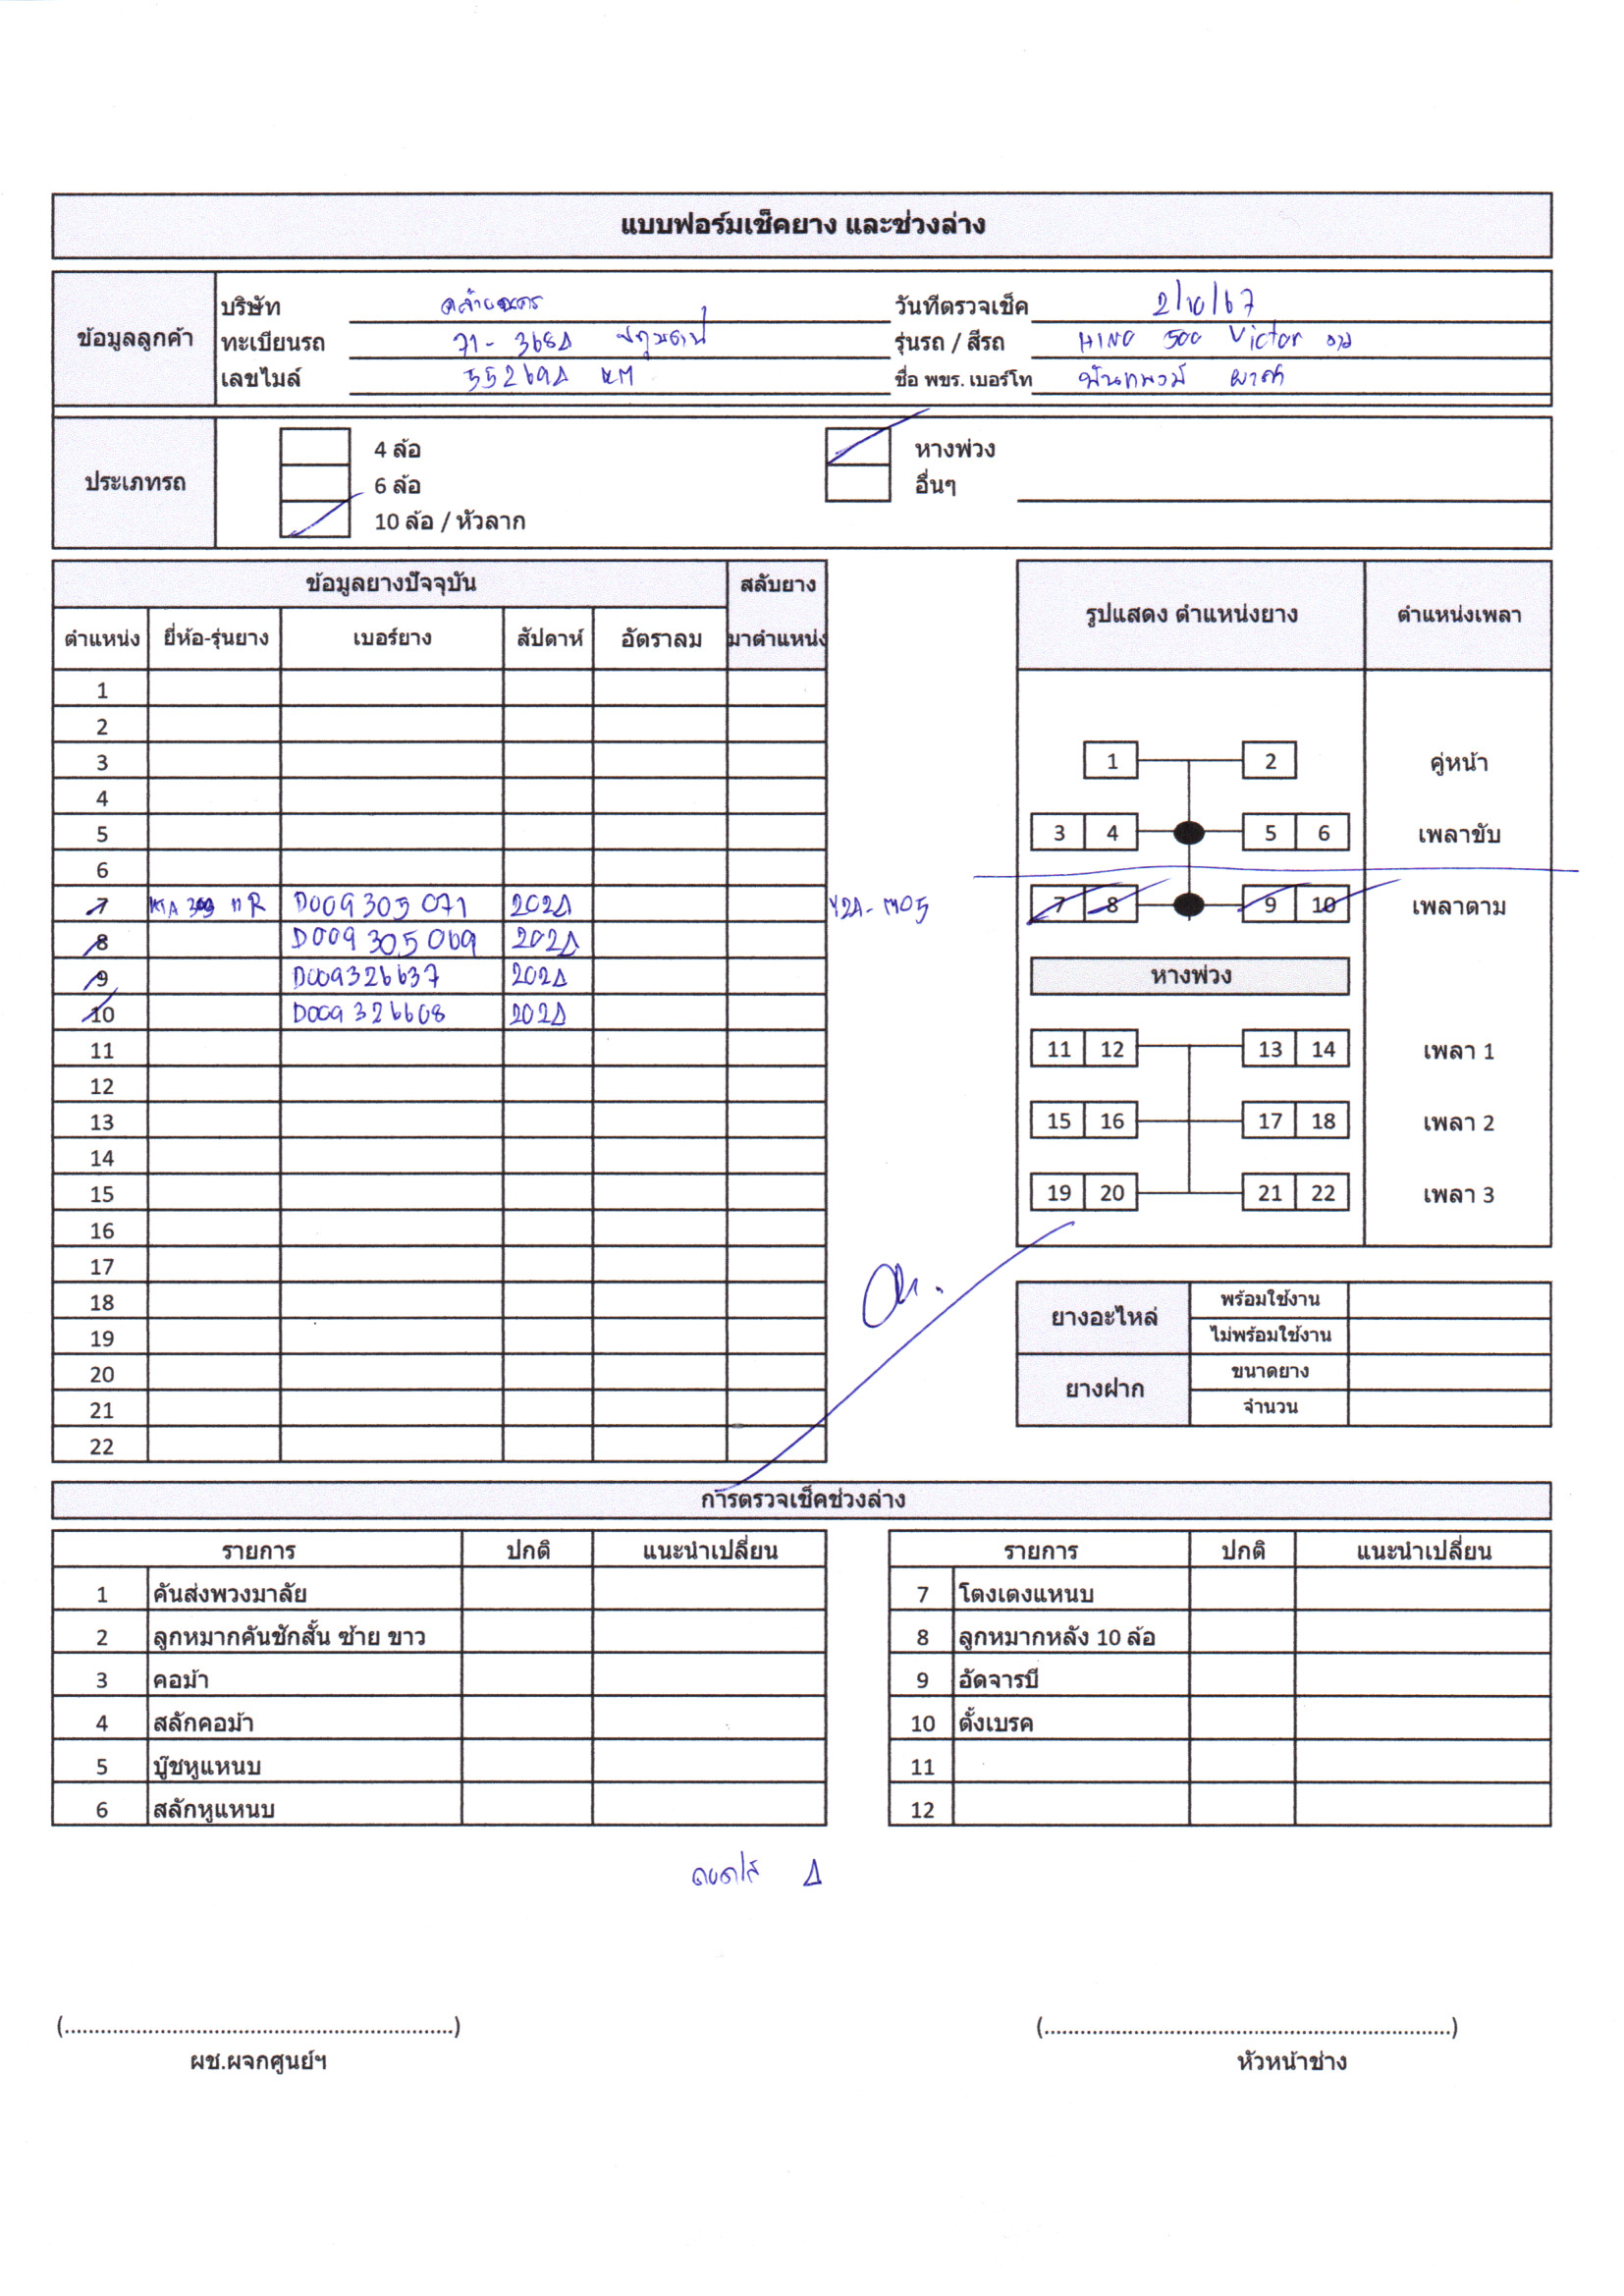 แบบฟอร์มเช็คยาง และช่วงล่าง
ข้อมูลลูกค้า
บริษัท
วันที่ตรวจเช็ค 2/10/67
ทะเบียนรถ 71-3684 ปทุมธานี
รุ่นรถ / สีรถ HINO 500 Victor ขาว
เลขไมล์ 552694 KM
ชื่อ พขร. เบอร์โท
ประเภทรถ
4 ล้อ
หางพ่วง
6 ล้อ
อื่นๆ
10 ล้อ / หัวลาก
ข้อมูลยางปัจจุบัน สลับยาง
ตำแหน่ง ยี่ห้อ-รุ่นยาง เบอร์ยาง สัปดาห์ อัตราลม มาตำแหน่ง
1
2
3
4
5
6
7 11R D009305071 2024 Y24-M05
8 D009305069 2024
9 D009326637 2024
10 D009326608 2024
11
12
13
14
15
16
17
18
19
20
21
22
รูปแสดง ตำแหน่งยาง ตำแหน่งเพลา
1 2 คู่หน้า
3 4 5 6 เพลาขับ
7 8 9 10 เพลาตาม
หางพ่วง
11 12 13 14 เพลา 1
15 16 17 18 เพลา 2
19 20 21 22 เพลา 3
ยางอะไหล่ พร้อมใช้งาน
ไม่พร้อมใช้งาน
ยางฝาก ขนาดยาง
จำนวน
การตรวจเช็คช่วงล่าง
รายการ ปกติ แนะนำเปลี่ยน รายการ ปกติ แนะนำเปลี่ยน
1 คันส่งพวงมาลัย 7 โตงเตงแหนบ
2 ลูกหมากคันชักสั้น ซ้าย ขาว 8 ลูกหมากหลัง 10 ล้อ
3 คอม้า 9 อัดจารบี
4 สลักคอม้า 10 ตั้งเบรค
5 บู๊ชหูแหนบ 11
6 สลักหูแหนบ 12
ถอดใส่ 4
(................................................................) (...................................................................)
ผช.ผจกศูนย์ฯ หัวหน้าช่าง